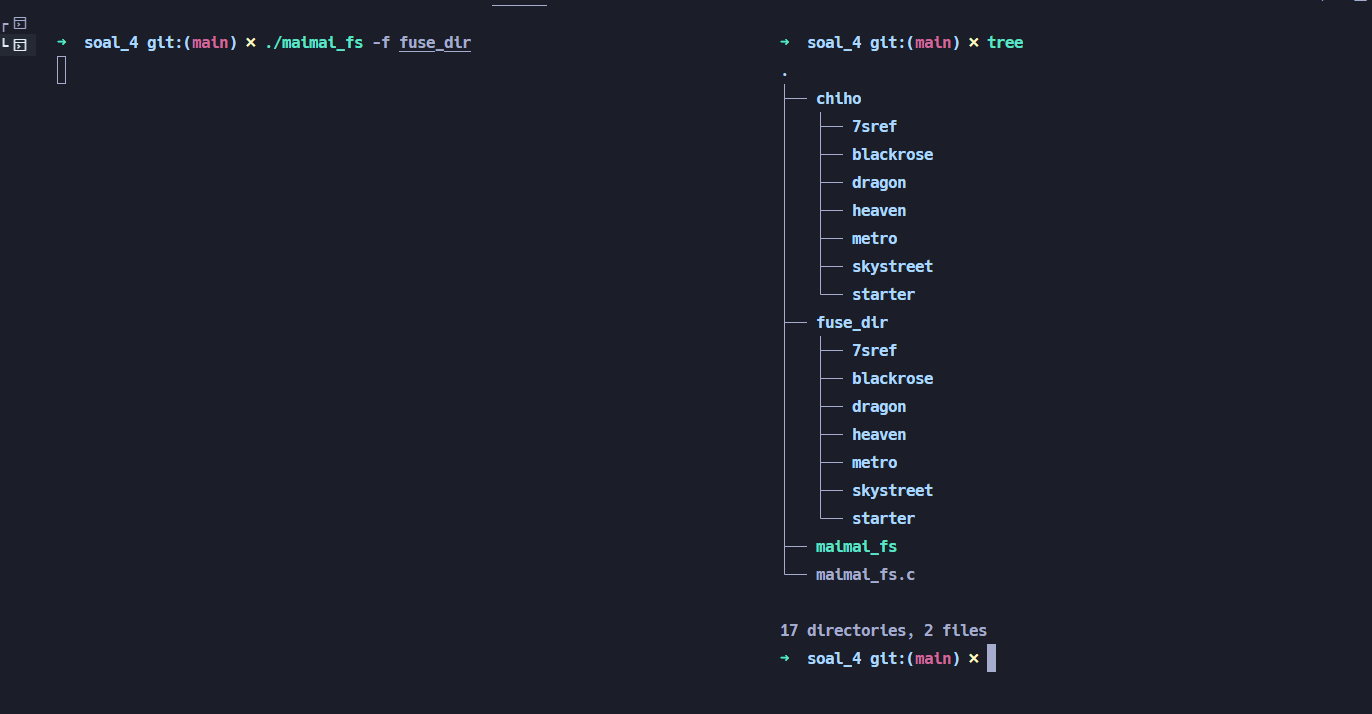 ➜ soal_4 git:(main) ✗ ./maimai_fs -f fuse_dir
➜ soal_4 git:(main) ✗ tree
.
├── chiho
│   ├── 7sref
│   ├── blackrose
│   ├── dragon
│   ├── heaven
│   ├── metro
│   ├── skystreet
│   └── starter
├── fuse_dir
│   ├── 7sref
│   ├── blackrose
│   ├── dragon
│   ├── heaven
│   ├── metro
│   ├── skystreet
│   └── starter
├── maimai_fs
└── maimai_fs.c
17 directories, 2 files
➜ soal_4 git:(main) ✗